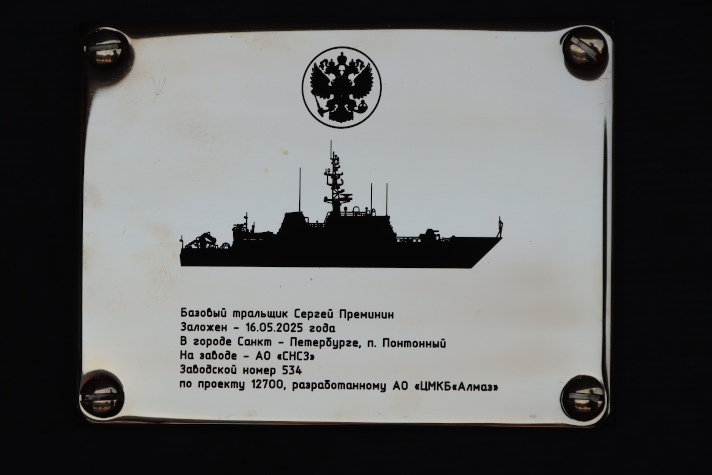 Базовый тральщик Сергей Преминин
Заложен - 16.05.2025 года
В городе Санкт - Петербурге, п. Понтонный
На заводе - АО «СНСЗ»
Заводской номер 534
по проекту 12700, разработанному АО «ЦМКБ«Алмаз»